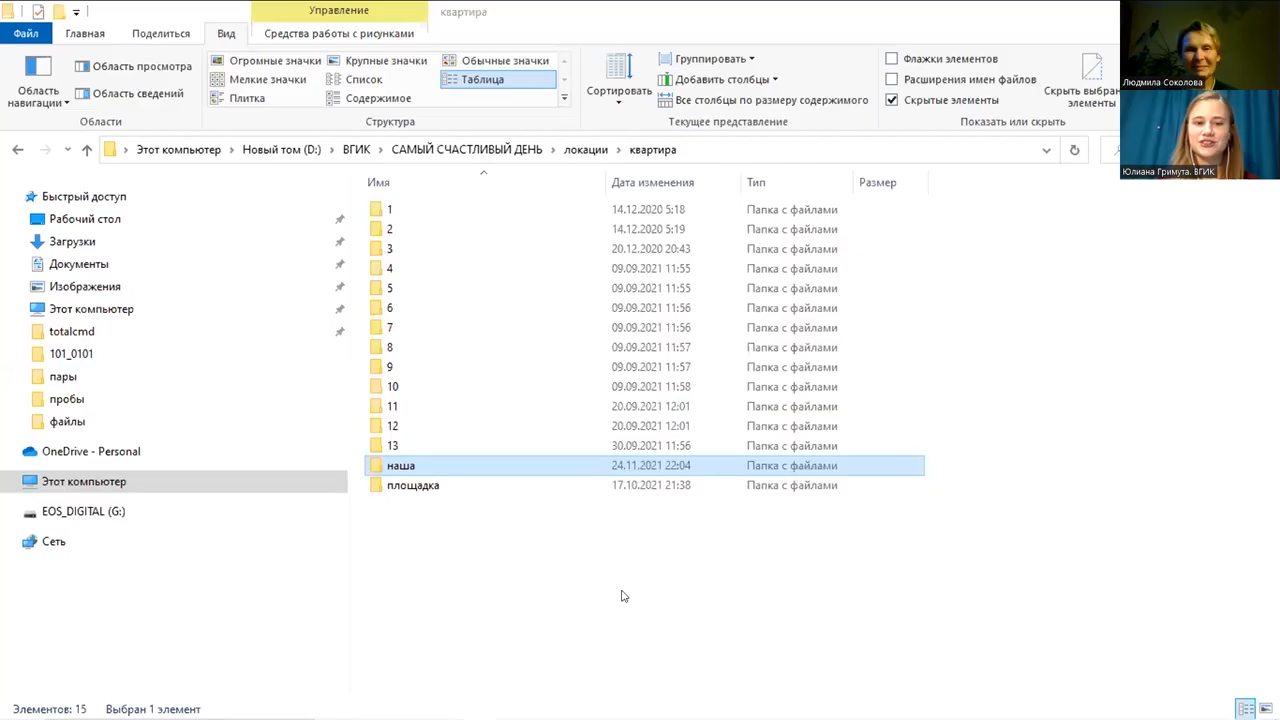 Управление
квартира
Файл
Главная
Поделиться
Вид
Средства работы с рисунками
Область навигации
Область просмотра
Область сведений
Области
Огромные значки
Крупные значки
Обычные значки
Мелкие значки
Список
Таблица
Плитка
Содержимое
Структура
Сортировать
Группировать
Добавить столбцы
Все столбцы по размеру содержимого
Текущее представление
Флажки элементов
Расширения имен файлов
Скрытые элементы
Скрыть выбран
элементы
Показать или скрыть
Людмила Соколова
Юлиана Гримута. ВГИК
Этот компьютер
Новый том (D:)
ВГИК
САМЫЙ СЧАСТЛИВЫЙ ДЕНЬ
локации
квартира
Имя
Дата изменения
Тип
Размер
Быстрый доступ
Рабочий стол
Загрузки
Документы
Изображения
Этот компьютер
totalcmd
101_0101
пары
пробы
файлы
OneDrive - Personal
Этот компьютер
EOS_DIGITAL (G:)
Сеть
1 14.12.2020 5:18 Папка с файлами
2 14.12.2020 5:19 Папка с файлами
3 20.12.2020 20:43 Папка с файлами
4 09.09.2021 11:55 Папка с файлами
5 09.09.2021 11:55 Папка с файлами
6 09.09.2021 11:56 Папка с файлами
7 09.09.2021 11:56 Папка с файлами
8 09.09.2021 11:57 Папка с файлами
9 09.09.2021 11:57 Папка с файлами
10 09.09.2021 11:58 Папка с файлами
11 20.09.2021 12:01 Папка с файлами
12 20.09.2021 12:01 Папка с файлами
13 30.09.2021 11:56 Папка с файлами
наша 24.11.2021 22:04 Папка с файлами
площадка 17.10.2021 21:38 Папка с файлами
Элементов: 15
Выбран 1 элемент